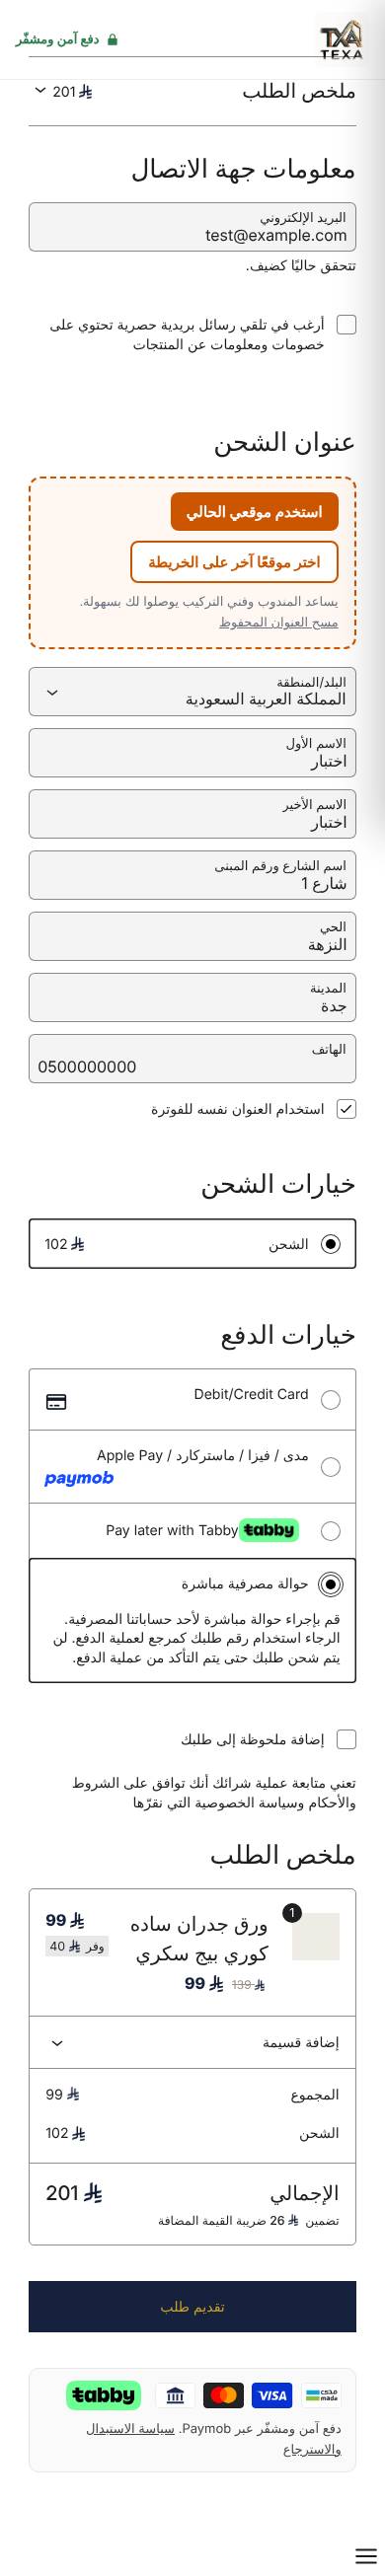 TEXA
دفع آمن ومشفّر
ملخص الطلب
201
معلومات جهة الاتصال
البريد الإلكتروني
test@example.com
تتحقق حاليًا كضيف.
أرغب في تلقي رسائل بريدية حصرية تحتوي على
خصومات ومعلومات عن المنتجات
عنوان الشحن
استخدم موقعي الحالي
اختر موقعًا آخر على الخريطة
يساعد المندوب وفني التركيب يوصلوا لك بسهولة.
مسح العنوان المحفوظ
البلد/المنطقة
المملكة العربية السعودية
الاسم الأول
اختبار
الاسم الأخير
اختبار
اسم الشارع ورقم المبنى
شارع 1
الحي
النزهة
المدينة
جدة
الهاتف
0500000000
استخدام العنوان نفسه للفوترة
خيارات الشحن
الشحن
102
خيارات الدفع
Debit/Credit Card
مدى / فيزا / ماستركارد / Apple Pay
paymob
Pay later with Tabby tabby
حوالة مصرفية مباشرة
قم بإجراء حوالة مباشرة لأحد حساباتنا المصرفية.
الرجاء استخدام رقم طلبك كمرجع لعملية الدفع. لن
يتم شحن طلبك حتى يتم التأكد من عملية الدفع.
إضافة ملحوظة إلى طلبك
تعني متابعة عملية شرائك أنك توافق على الشروط
والأحكام وسياسة الخصوصية التي نقرّها
ملخص الطلب
1
ورق جدران ساده
كوري بيج سكري
99
وفر 40
139 99
إضافة قسيمة
المجموع
99
الشحن
102
الإجمالي
201
تتضمين 26 ضريبة القيمة المضافة
تقديم طلب
مدى mada VISA tabby
دفع آمن ومشفّر عبر Paymob. سياسة الاستبدال
والاسترجاع